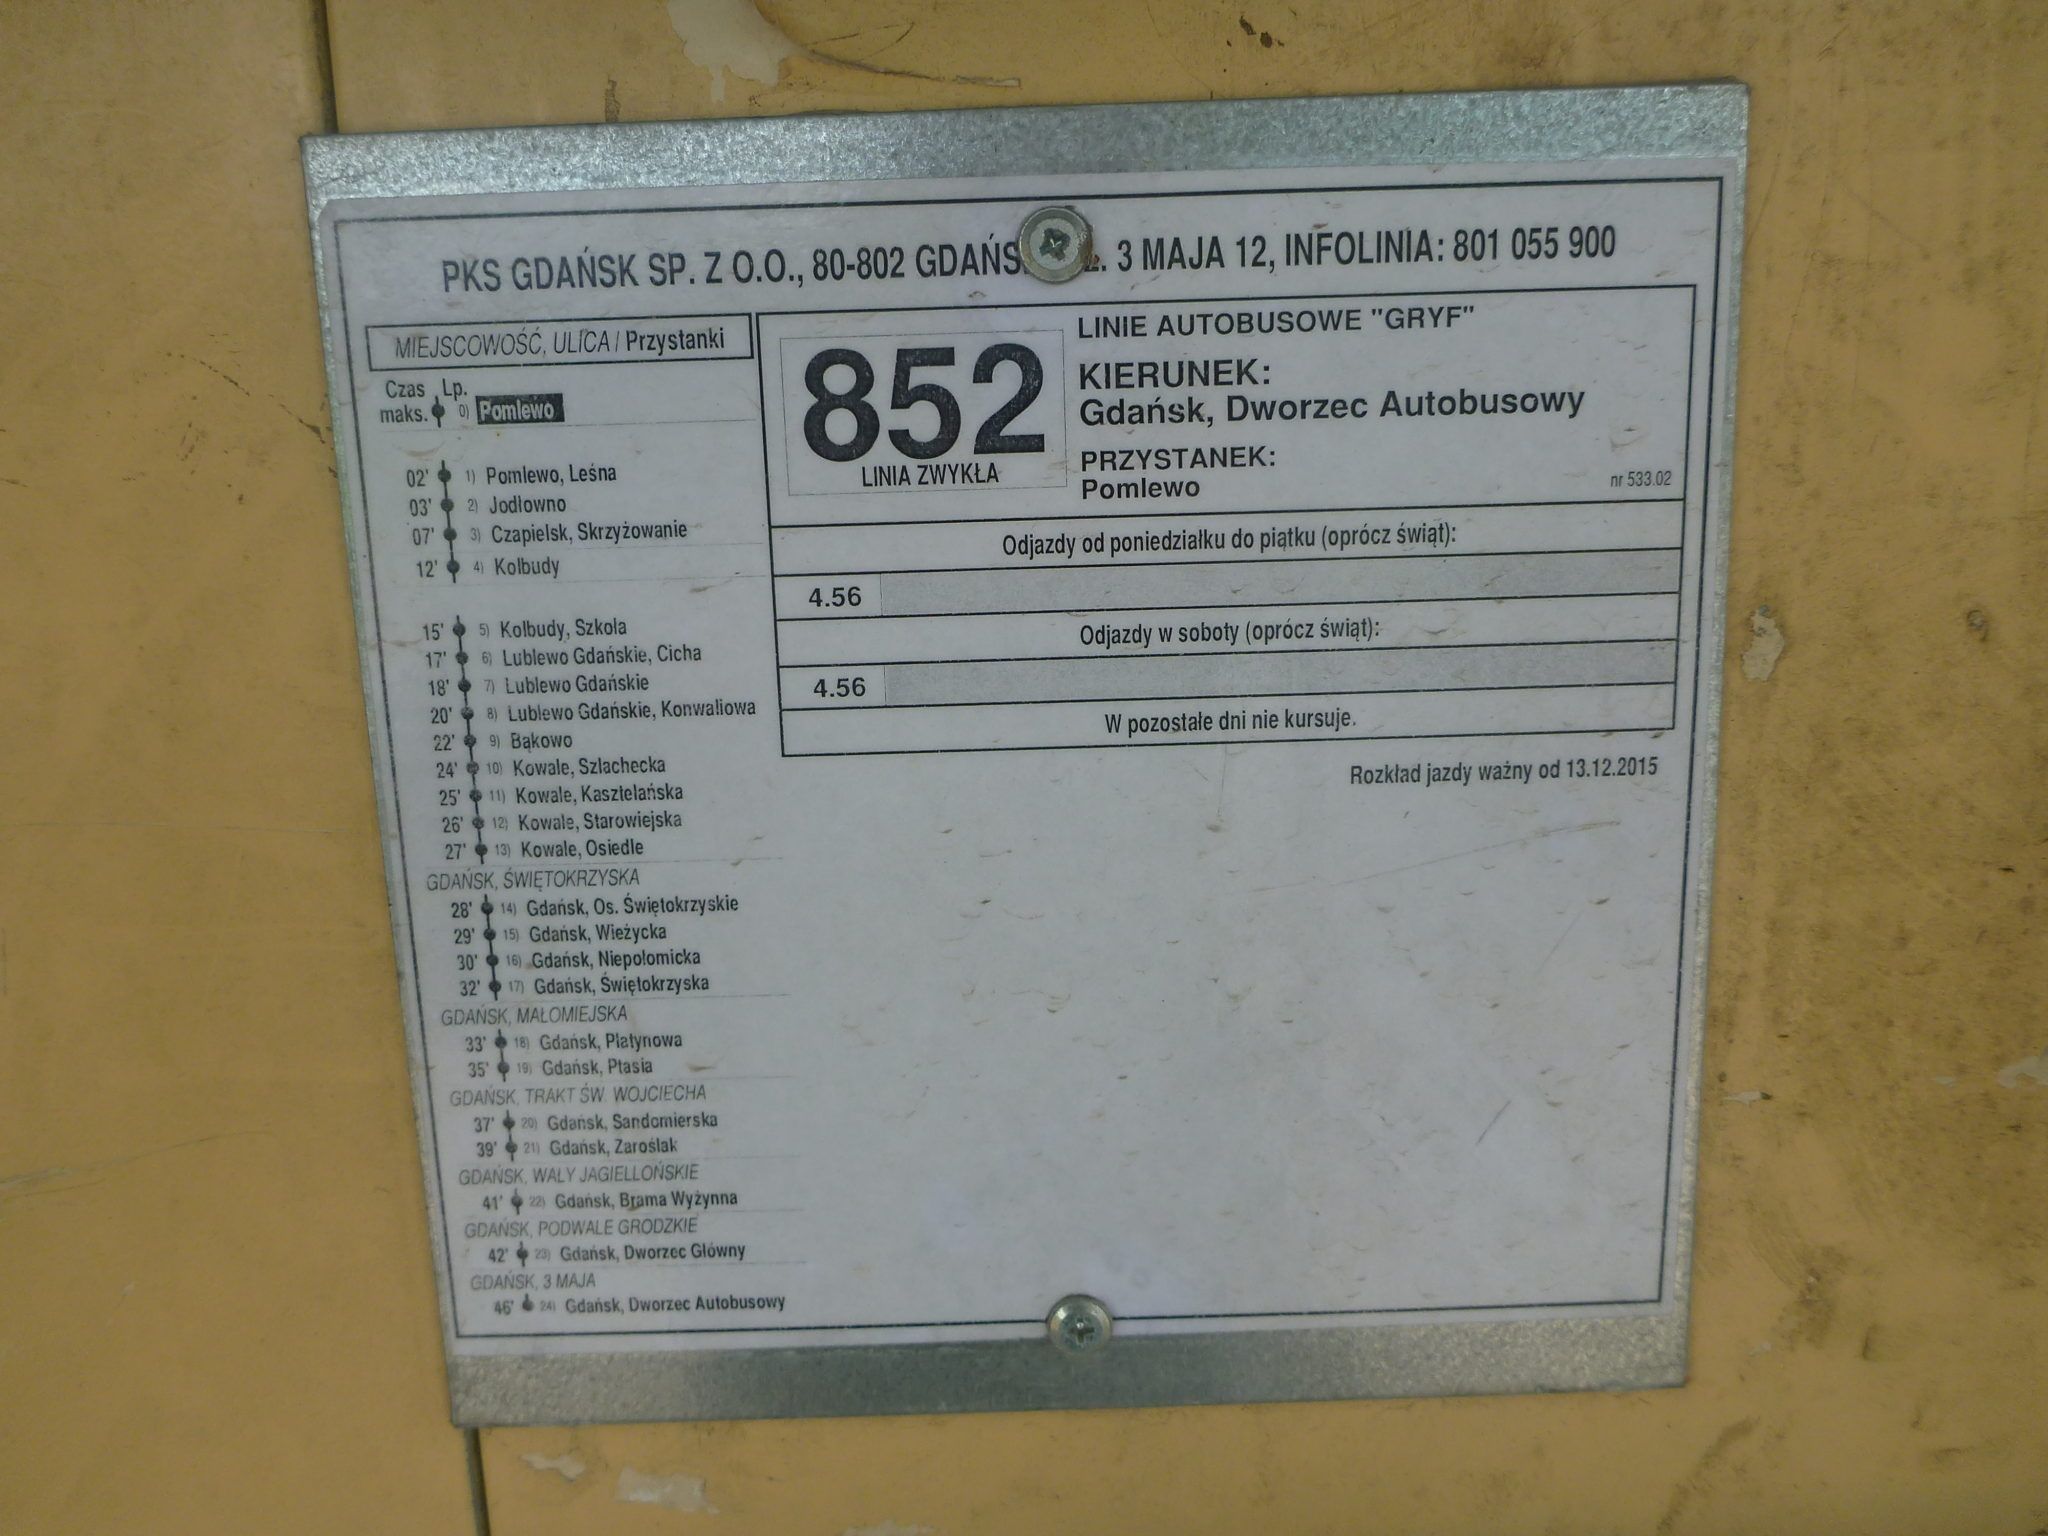 PKS GDAŃSK SP. Z O.O., 80-802 GDAŃS 3 MAJA 12, INFOLINIA: 801 055 900
MIEJSCOWOŚĆ, ULICA / Przystanki
Czas Lp.
maks. 0) Pomlewo
02' 1) Pomlewo, Leśna
03' 2) Jodłowno
07' 3) Czapielsk, Skrzyżowanie
12' 4) Kolbudy
15' 5) Kolbudy, Szkoła
17' 6) Lublewo Gdańskie, Cicha
18' 7) Lublewo Gdańskie
20' 8) Lublewo Gdańskie, Konwaliowa
22' 9) Bąkowo
24' 10) Kowale, Szlachecka
25' 11) Kowale, Kasztelańska
26' 12) Kowale, Starowiejska
27' 13) Kowale, Osiedle
GDAŃSK, ŚWIĘTOKRZYSKA
28' 14) Gdańsk, Os. Świętokrzyskie
29' 15) Gdańsk, Wieżycka
30' 16) Gdańsk, Niepołomicka
32' 17) Gdańsk, Świętokrzyska
GDAŃSK, MAŁOMIEJSKA
33' 18) Gdańsk, Platynowa
35' 19) Gdańsk, Ptasia
GDAŃSK, TRAKT ŚW. WOJCIECHA
37' 20) Gdańsk, Sandomierska
39' 21) Gdańsk, Zaroślak
GDAŃSK, WAŁY JAGIELLOŃSKIE
41' 22) Gdańsk, Brama Wyżynna
GDAŃSK, PODWALE GRODZKIE
42' 23) Gdańsk, Dworzec Główny
GDAŃSK, 3 MAJA
46' 24) Gdańsk, Dworzec Autobusowy
852
LINIA ZWYKŁA
LINIE AUTOBUSOWE "GRYF"
KIERUNEK:
Gdańsk, Dworzec Autobusowy
PRZYSTANEK:
Pomlewo
nr 533.02
Odjazdy od poniedziałku do piątku (oprócz świąt):
4.56
Odjazdy w soboty (oprócz świąt):
4.56
W pozostałe dni nie kursuje.
Rozkład jazdy ważny od 13.12.2015